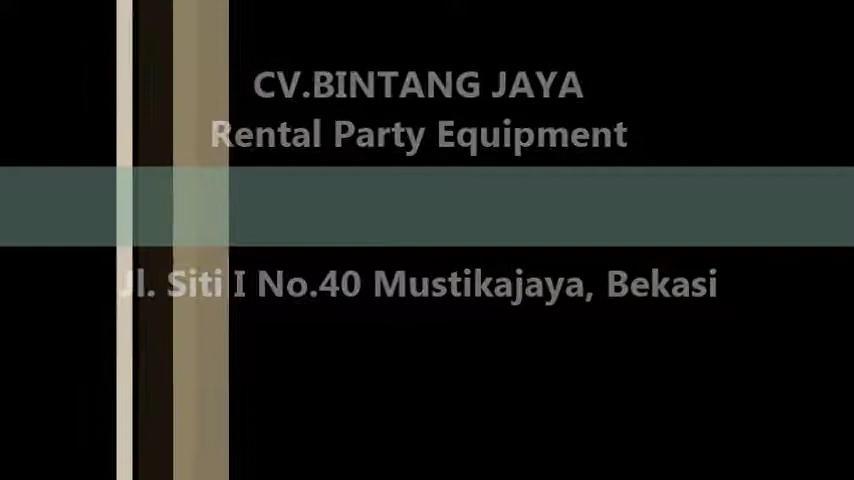 CV.BINTANG JAYA
Rental Party Equipment
Jl. Siti I No.40 Mustikajaya, Bekasi